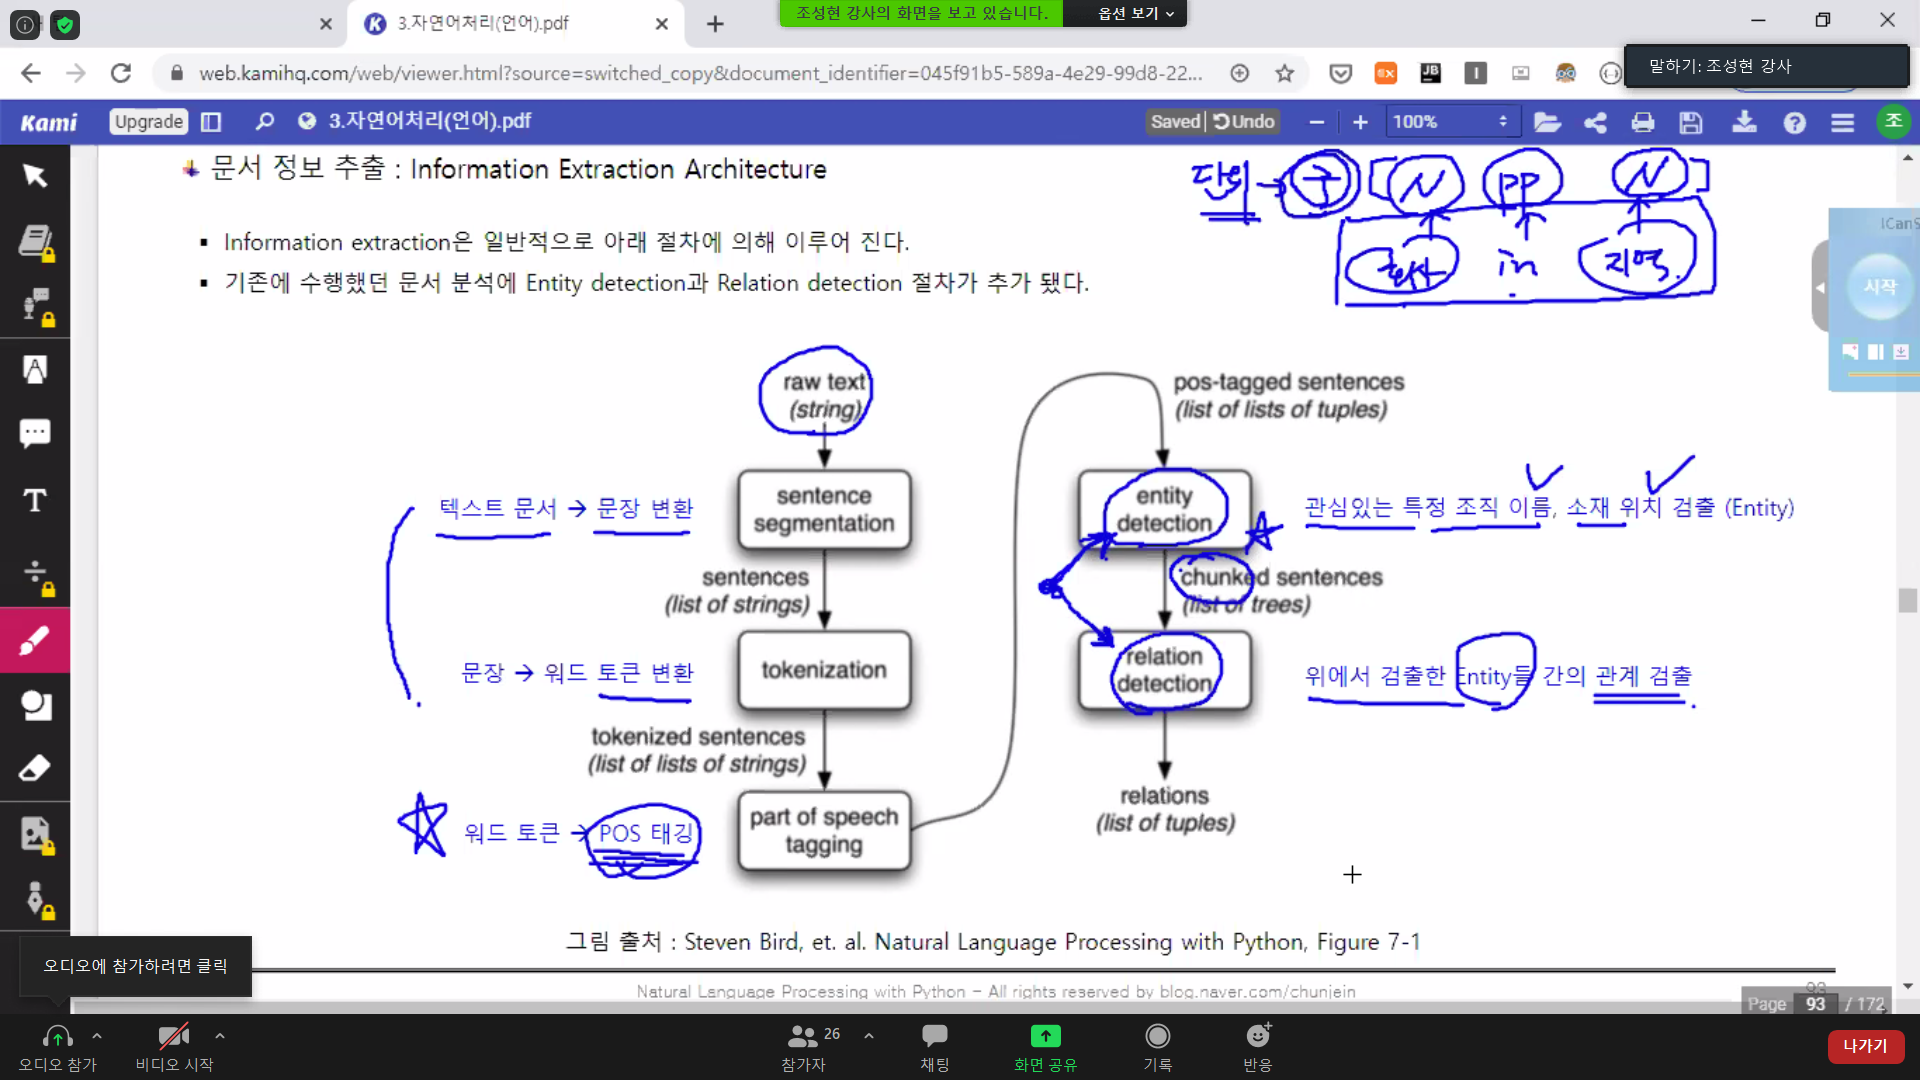 조성현 강사의 화면을 보고 있습니다. 옵션 보기
3.자연어처리(언어).pdf
web.kamihq.com/web/viewer.html?source=switched_copy&document_identifier=045f91b5-589a-4e29-99d8-22...
말하기: 조성현 강사
Kami Upgrade 3.자연어처리(언어).pdf Saved Undo 100% 조
문서 정보 추출 : Information Extraction Architecture
단위 구 N PP N
회사 in 지역
Information extraction은 일반적으로 아래 절차에 의해 이루어 진다.
기존에 수행했던 문서 분석에 Entity detection과 Relation detection 절차가 추가 됐다.
ICanS
시작
raw text
(string)
텍스트 문서 → 문장 변환
sentence
segmentation
sentences
(list of strings)
문장 → 워드 토큰 변환
tokenization
tokenized sentences
(list of lists of strings)
워드 토큰 → POS 태깅
part of speech
tagging
pos-tagged sentences
(list of lists of tuples)
entity
detection
관심있는 특정 조직 이름, 소재 위치 검출 (Entity)
chunked sentences
(list of trees)
relation
detection
위에서 검출한 Entity들 간의 관계 검출
relations
(list of tuples)
그림 출처 : Steven Bird, et. al. Natural Language Processing with Python, Figure 7-1
오디오에 참가하려면 클릭
Natural Language Processing with Python – All rights reserved by blog.naver.com/chunjein
93
Page 93 / 172
오디오 참가 비디오 시작 참가자 26 채팅 화면 공유 기록 반응 나가기